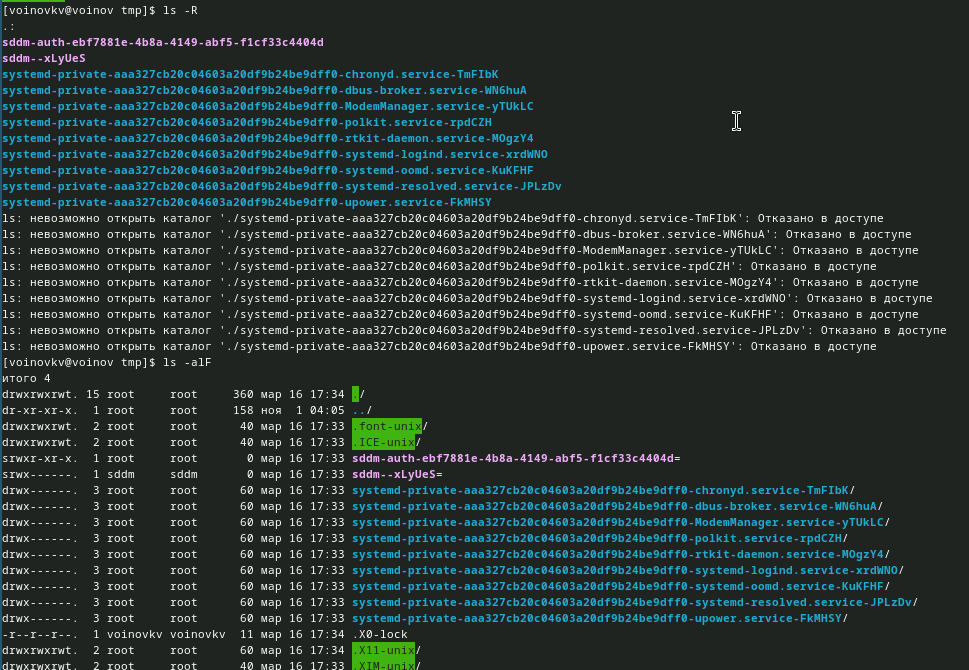 [voinovkv@voinov tmp]$ ls -R
.:
sddm-auth-ebf7881e-4b8a-4149-abf5-f1cf33c4404d
sddm--xLyUeS
systemd-private-aaa327cb20c04603a20df9b24be9dff0-chronyd.service-TmFIbK
systemd-private-aaa327cb20c04603a20df9b24be9dff0-dbus-broker.service-WN6huA
systemd-private-aaa327cb20c04603a20df9b24be9dff0-ModemManager.service-yTUkLC
systemd-private-aaa327cb20c04603a20df9b24be9dff0-polkit.service-rpdCZH
systemd-private-aaa327cb20c04603a20df9b24be9dff0-rtkit-daemon.service-MOgzY4
systemd-private-aaa327cb20c04603a20df9b24be9dff0-systemd-logind.service-xrdWNO
systemd-private-aaa327cb20c04603a20df9b24be9dff0-systemd-oomd.service-KuKFHF
systemd-private-aaa327cb20c04603a20df9b24be9dff0-systemd-resolved.service-JPLzDv
systemd-private-aaa327cb20c04603a20df9b24be9dff0-upower.service-FkMHSY
ls: невозможно открыть каталог './systemd-private-aaa327cb20c04603a20df9b24be9dff0-chronyd.service-TmFIbK': Отказано в доступе
ls: невозможно открыть каталог './systemd-private-aaa327cb20c04603a20df9b24be9dff0-dbus-broker.service-WN6huA': Отказано в доступе
ls: невозможно открыть каталог './systemd-private-aaa327cb20c04603a20df9b24be9dff0-ModemManager.service-yTUkLC': Отказано в доступе
ls: невозможно открыть каталог './systemd-private-aaa327cb20c04603a20df9b24be9dff0-polkit.service-rpdCZH': Отказано в доступе
ls: невозможно открыть каталог './systemd-private-aaa327cb20c04603a20df9b24be9dff0-rtkit-daemon.service-MOgzY4': Отказано в доступе
ls: невозможно открыть каталог './systemd-private-aaa327cb20c04603a20df9b24be9dff0-systemd-logind.service-xrdWNO': Отказано в доступе
ls: невозможно открыть каталог './systemd-private-aaa327cb20c04603a20df9b24be9dff0-systemd-oomd.service-KuKFHF': Отказано в доступе
ls: невозможно открыть каталог './systemd-private-aaa327cb20c04603a20df9b24be9dff0-systemd-resolved.service-JPLzDv': Отказано в доступе
ls: невозможно открыть каталог './systemd-private-aaa327cb20c04603a20df9b24be9dff0-upower.service-FkMHSY': Отказано в доступе
[voinovkv@voinov tmp]$ ls -alF
итого 4
drwxrwxrwt. 15 root     root     360 мар 16 17:34 ./
dr-xr-xr-x.  1 root     root     158 ноя  1 04:05 ../
drwxrwxrwt.  2 root     root      40 мар 16 17:33 .font-unix/
drwxrwxrwt.  2 root     root      40 мар 16 17:33 .ICE-unix/
srwxr-xr-x.  1 root     root       0 мар 16 17:33 sddm-auth-ebf7881e-4b8a-4149-abf5-f1cf33c4404d=
srwx------.  1 sddm     sddm       0 мар 16 17:33 sddm--xLyUeS=
drwx------.  3 root     root      60 мар 16 17:33 systemd-private-aaa327cb20c04603a20df9b24be9dff0-chronyd.service-TmFIbK/
drwx------.  3 root     root      60 мар 16 17:33 systemd-private-aaa327cb20c04603a20df9b24be9dff0-dbus-broker.service-WN6huA/
drwx------.  3 root     root      60 мар 16 17:33 systemd-private-aaa327cb20c04603a20df9b24be9dff0-ModemManager.service-yTUkLC/
drwx------.  3 root     root      60 мар 16 17:33 systemd-private-aaa327cb20c04603a20df9b24be9dff0-polkit.service-rpdCZH/
drwx------.  3 root     root      60 мар 16 17:33 systemd-private-aaa327cb20c04603a20df9b24be9dff0-rtkit-daemon.service-MOgzY4/
drwx------.  3 root     root      60 мар 16 17:33 systemd-private-aaa327cb20c04603a20df9b24be9dff0-systemd-logind.service-xrdWNO/
drwx------.  3 root     root      60 мар 16 17:33 systemd-private-aaa327cb20c04603a20df9b24be9dff0-systemd-oomd.service-KuKFHF/
drwx------.  3 root     root      60 мар 16 17:33 systemd-private-aaa327cb20c04603a20df9b24be9dff0-systemd-resolved.service-JPLzDv/
drwx------.  3 root     root      60 мар 16 17:33 systemd-private-aaa327cb20c04603a20df9b24be9dff0-upower.service-FkMHSY/
-r--r--r--.  1 voinovkv voinovkv  11 мар 16 17:34 .X0-lock
drwxrwxrwt.  2 root     root      60 мар 16 17:34 .X11-unix/
drwxrwxrwt.  2 root     root      40 мар 16 17:33 .XIM-unix/